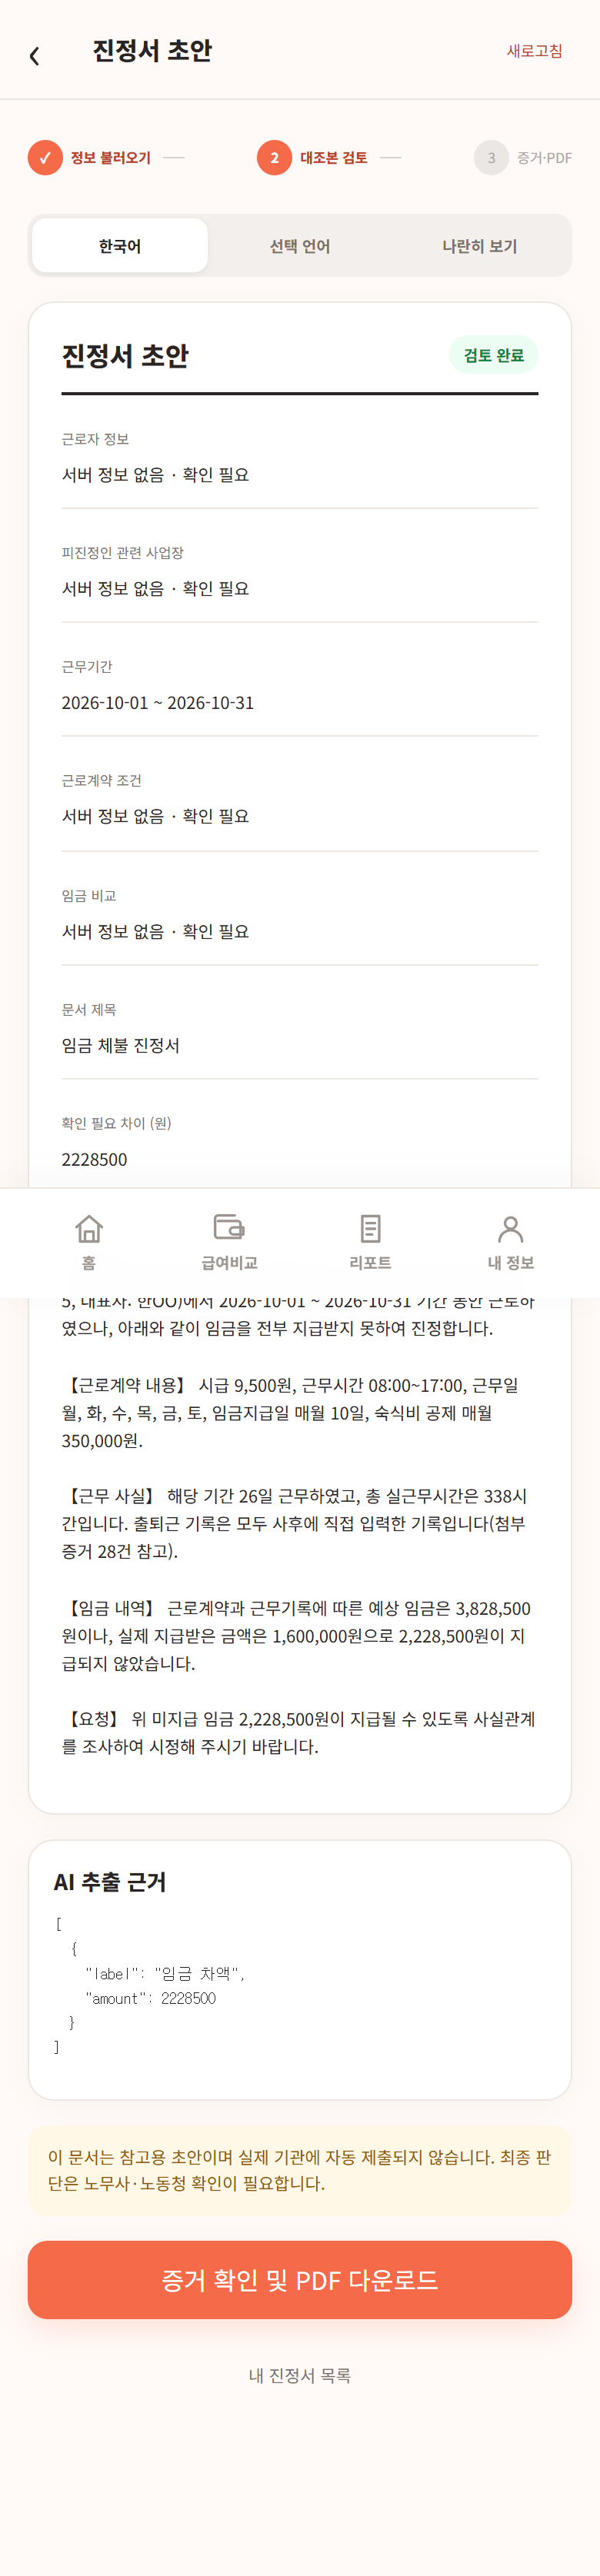 진정서 초안
새로고침
✓ 정보 불러오기
2 대조본 검토
3 증거·PDF
한국어
선택 언어
나란히 보기
진정서 초안
검토 완료
근로자 정보
서버 정보 없음 · 확인 필요
피진정인 관련 사업장
서버 정보 없음 · 확인 필요
근무기간
2026-10-01 ~ 2026-10-31
근로계약 조건
서버 정보 없음 · 확인 필요
임금 비교
서버 정보 없음 · 확인 필요
문서 제목
임금 체불 진정서
확인 필요 차이 (원)
2228500
홈
급여비교
리포트
내 정보
5, 대표자: 한OO)에서 2026-10-01 ~ 2026-10-31 기간 동안 근로하
였으나, 아래와 같이 임금을 전부 지급받지 못하여 진정합니다.
【근로계약 내용】 시급 9,500원, 근무시간 08:00~17:00, 근무일
월, 화, 수, 목, 금, 토, 임금지급일 매월 10일, 숙식비 공제 매월
350,000원.
【근무 사실】 해당 기간 26일 근무하였고, 총 실근무시간은 338시
간입니다. 출퇴근 기록은 모두 사후에 직접 입력한 기록입니다(첨부
증거 28건 참고).
【임금 내역】 근로계약과 근무기록에 따른 예상 임금은 3,828,500
원이나, 실제 지급받은 금액은 1,600,000원으로 2,228,500원이 지
급되지 않았습니다.
【요청】 위 미지급 임금 2,228,500원이 지급될 수 있도록 사실관계
를 조사하여 시정해 주시기 바랍니다.
AI 추출 근거
[
{
"label": "임금 차액",
"amount": 2228500
}
]
이 문서는 참고용 초안이며 실제 기관에 자동 제출되지 않습니다. 최종 판
단은 노무사·노동청 확인이 필요합니다.
증거 확인 및 PDF 다운로드
내 진정서 목록